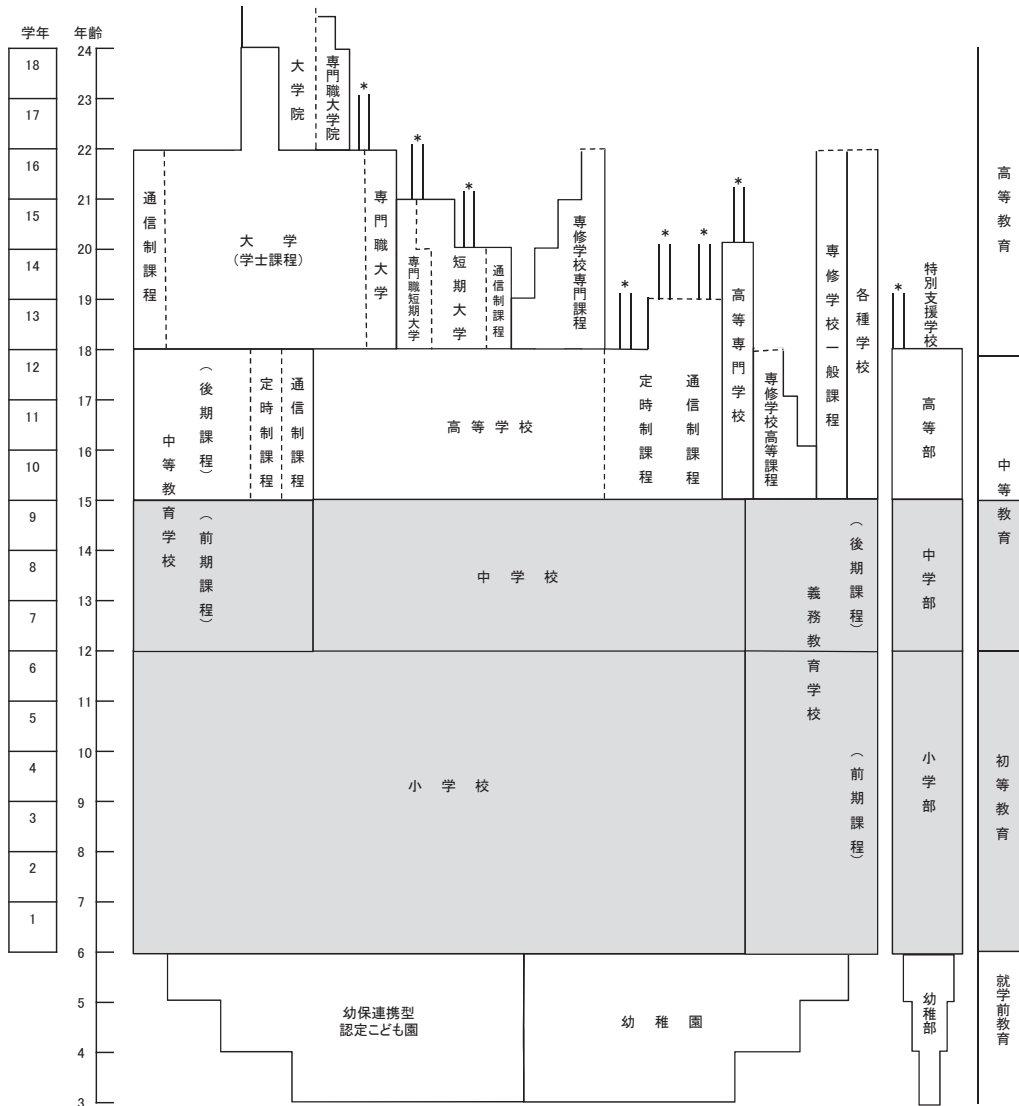 学年
年齢
24
18
23
17
22
16
21
15
20
14
19
13
18
12
17
11
16
10
15
9
14
8
13
7
12
6
11
5
10
4
9
3
8
2
7
1
6
5
4
3
大学院
専門職大学院
*
*
*
*
*
*
*
*
通信制課程
大学
(学士課程)
専門職大学
専門職短期大学
短期大学
通信制課程
専修学校専門課程
高等専門学校
専修学校一般課程
各種学校
特別支援学校
中等教育学校
(後期課程)
定時制課程
通信制課程
高等学校
定時制課程
通信制課程
専修学校高等課程
高等部
(前期課程)
中学校
義務教育学校
(後期課程)
中学部
小学校
(前期課程)
小学部
幼保連携型
認定こども園
幼稚園
幼稚部
高等教育
中等教育
初等教育
就学前教育